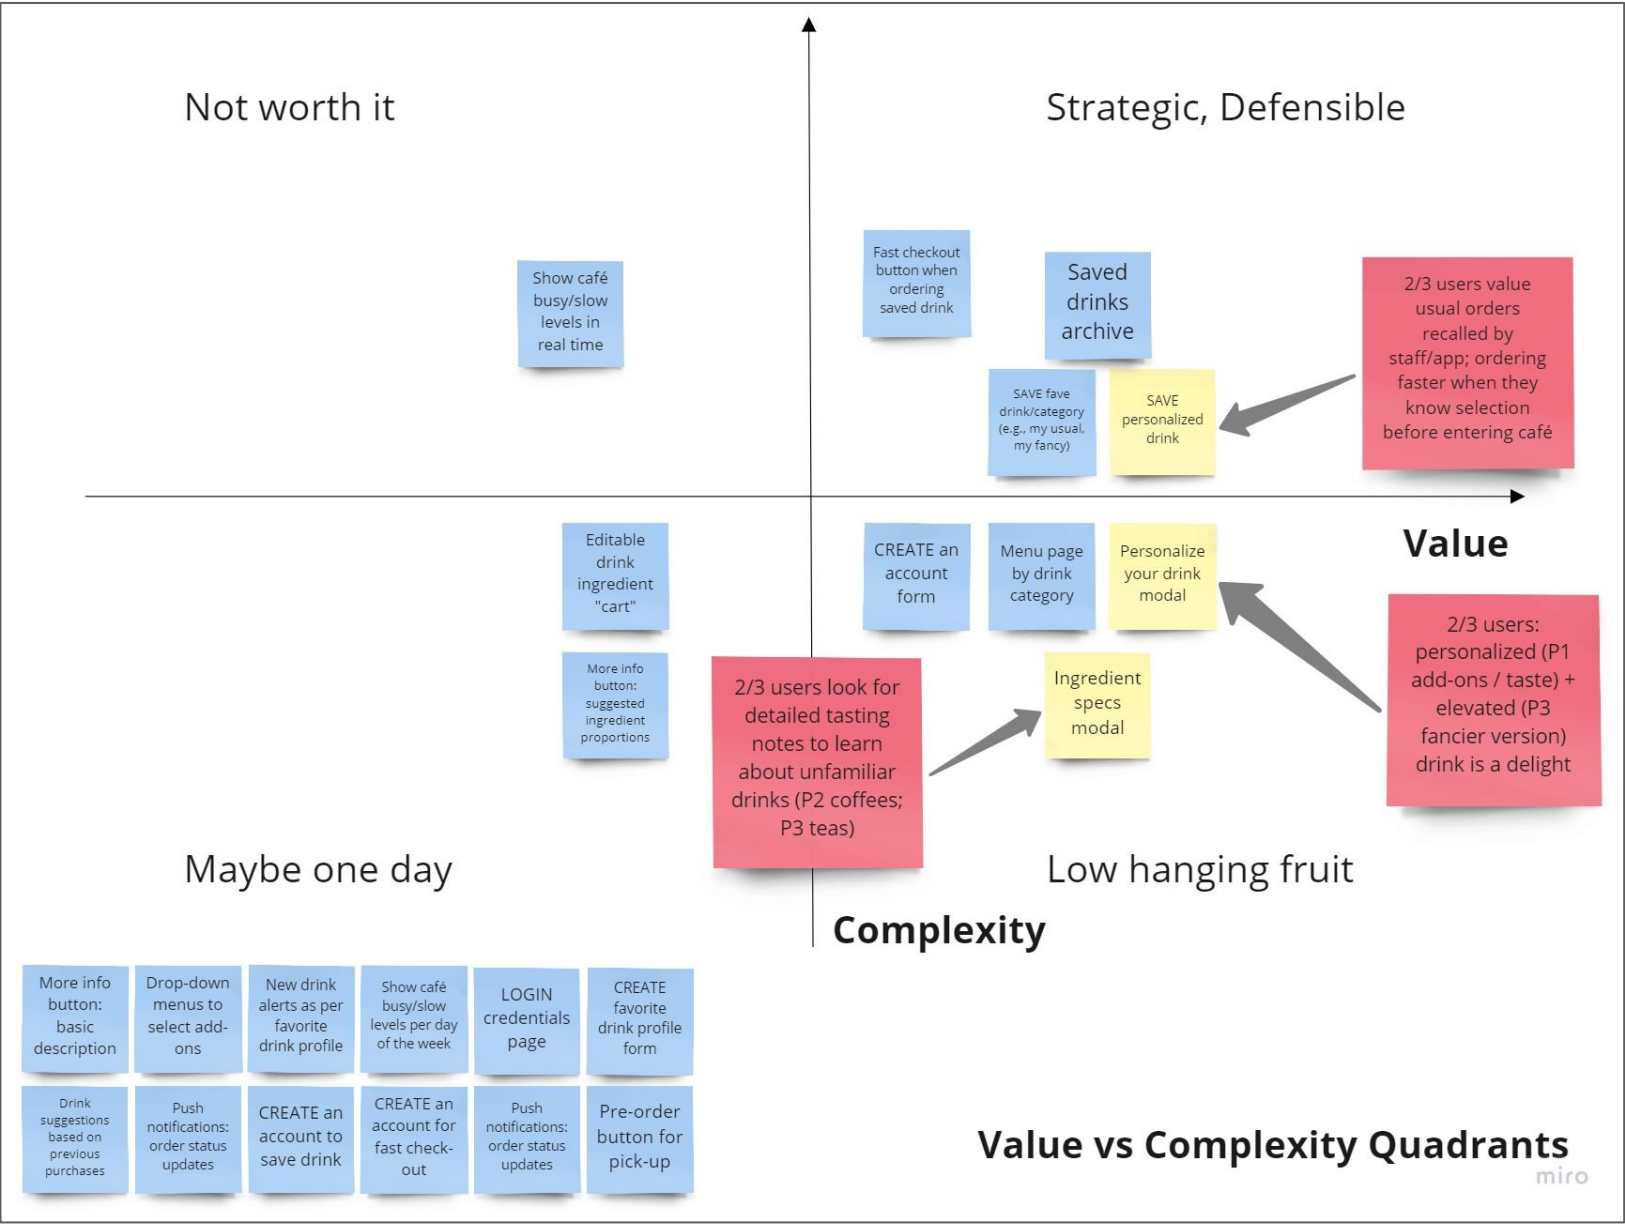 Not worth it
Strategic, Defensible
Show café
busy/slow
levels in
real time
Fast checkout
button when
ordering
saved drink
Saved
drinks
archive
SAVE fave
drink/category
(e.g., my usual,
my fancy)
SAVE
personalized
drink
2/3 users value
usual orders
recalled by
staff/app; ordering
faster when they
know selection
before entering café
Value
Editable
drink
ingredient
"cart"
CREATE an
account
form
Menu page
by drink
category
Personalize
your drink
modal
More info
button:
suggested
ingredient
proportions
2/3 users look for
detailed tasting
notes to learn
about unfamiliar
drinks (P2 coffees;
P3 teas)
Ingredient
specs
modal
2/3 users:
personalized (P1
add-ons / taste) +
elevated (P3
fancier version)
drink is a delight
Maybe one day
Low hanging fruit
Complexity
More info
button:
basic
description
Drop-down
menus to
select add-
ons
New drink
alerts as per
favorite
drink profile
Show café
busy/slow
levels per day
of the week
LOGIN
credentials
page
CREATE
favorite
drink profile
form
Drink
suggestions
based on
previous
purchases
Push
notifications:
order status
updates
CREATE an
account to
save drink
CREATE an
account for
fast check-
out
Push
notifications:
order status
updates
Pre-order
button for
pick-up
Value vs Complexity Quadrants
miro